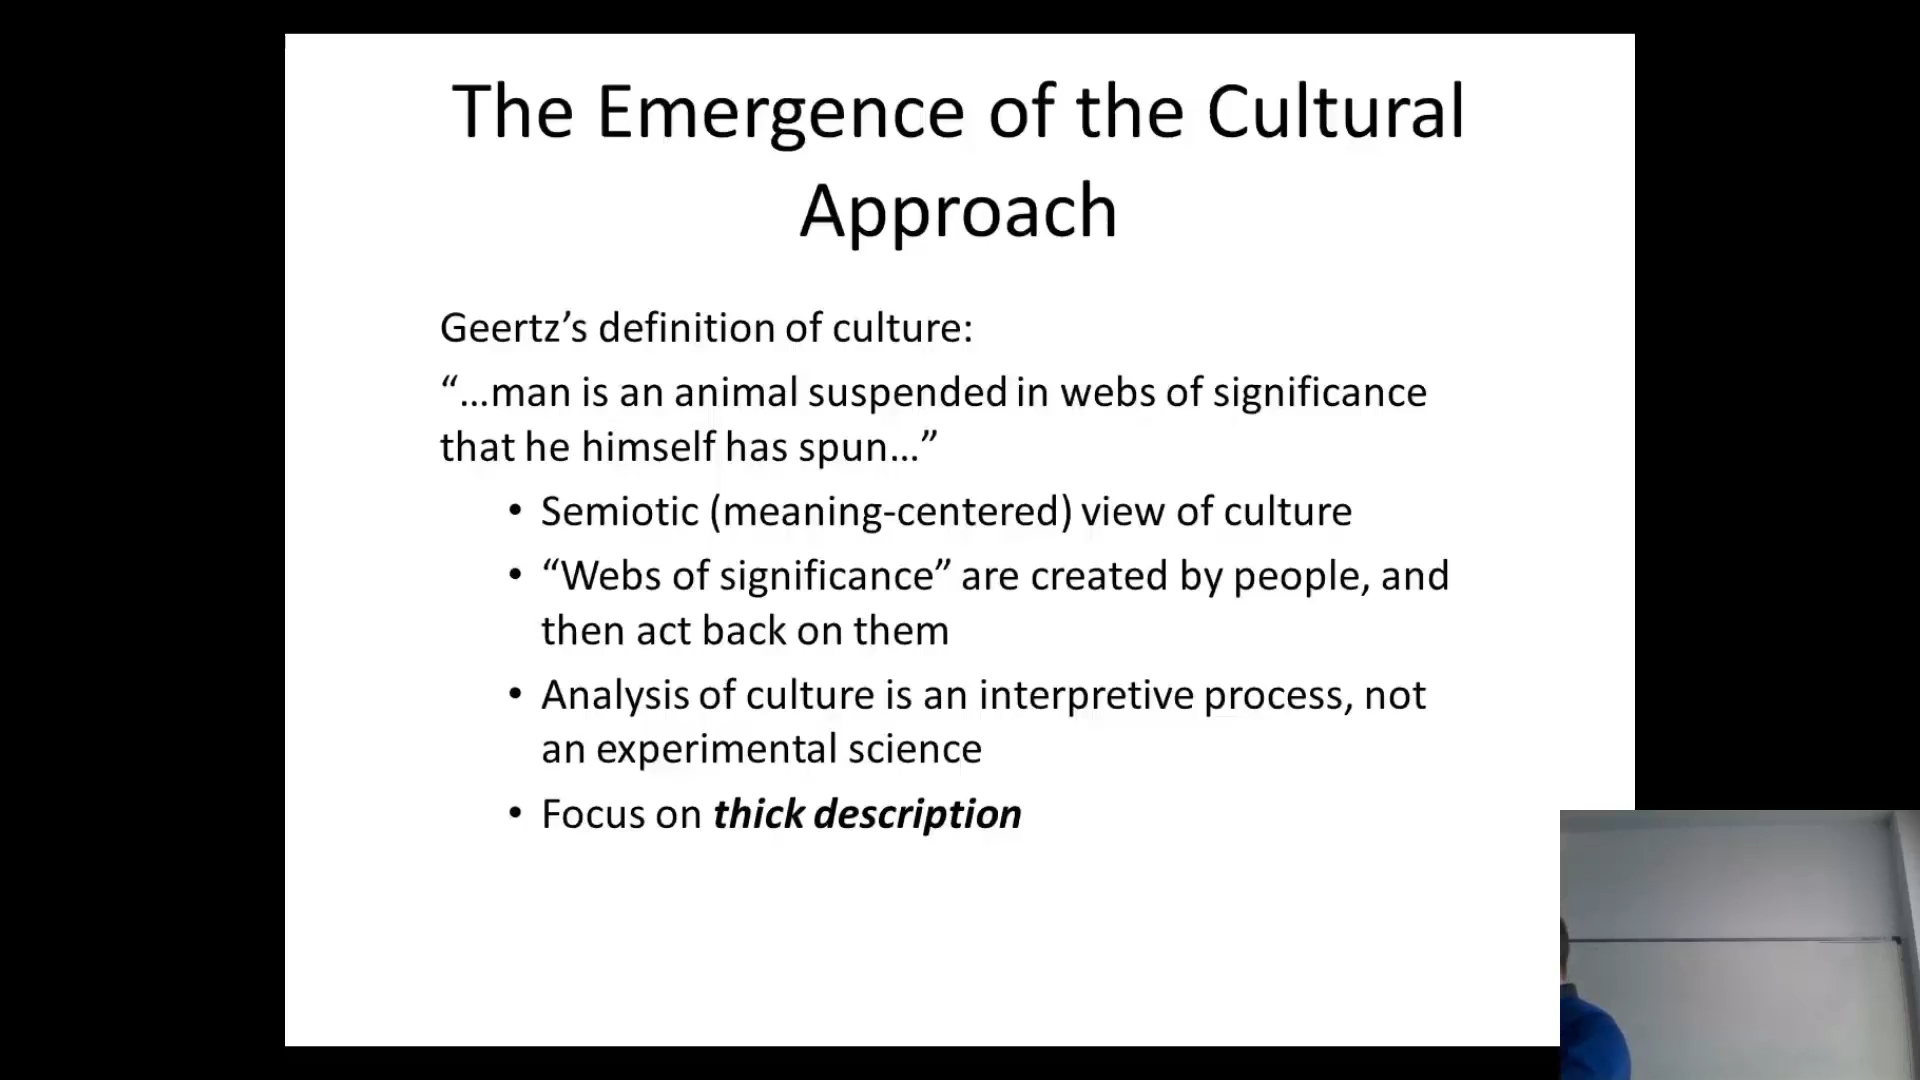 The Emergence of the Cultural
Approach
Geertz’s definition of culture:
“…man is an animal suspended in webs of significance
that he himself has spun…”
• Semiotic (meaning-centered) view of culture
• “Webs of significance” are created by people, and
then act back on them
• Analysis of culture is an interpretive process, not
an experimental science
• Focus on thick description